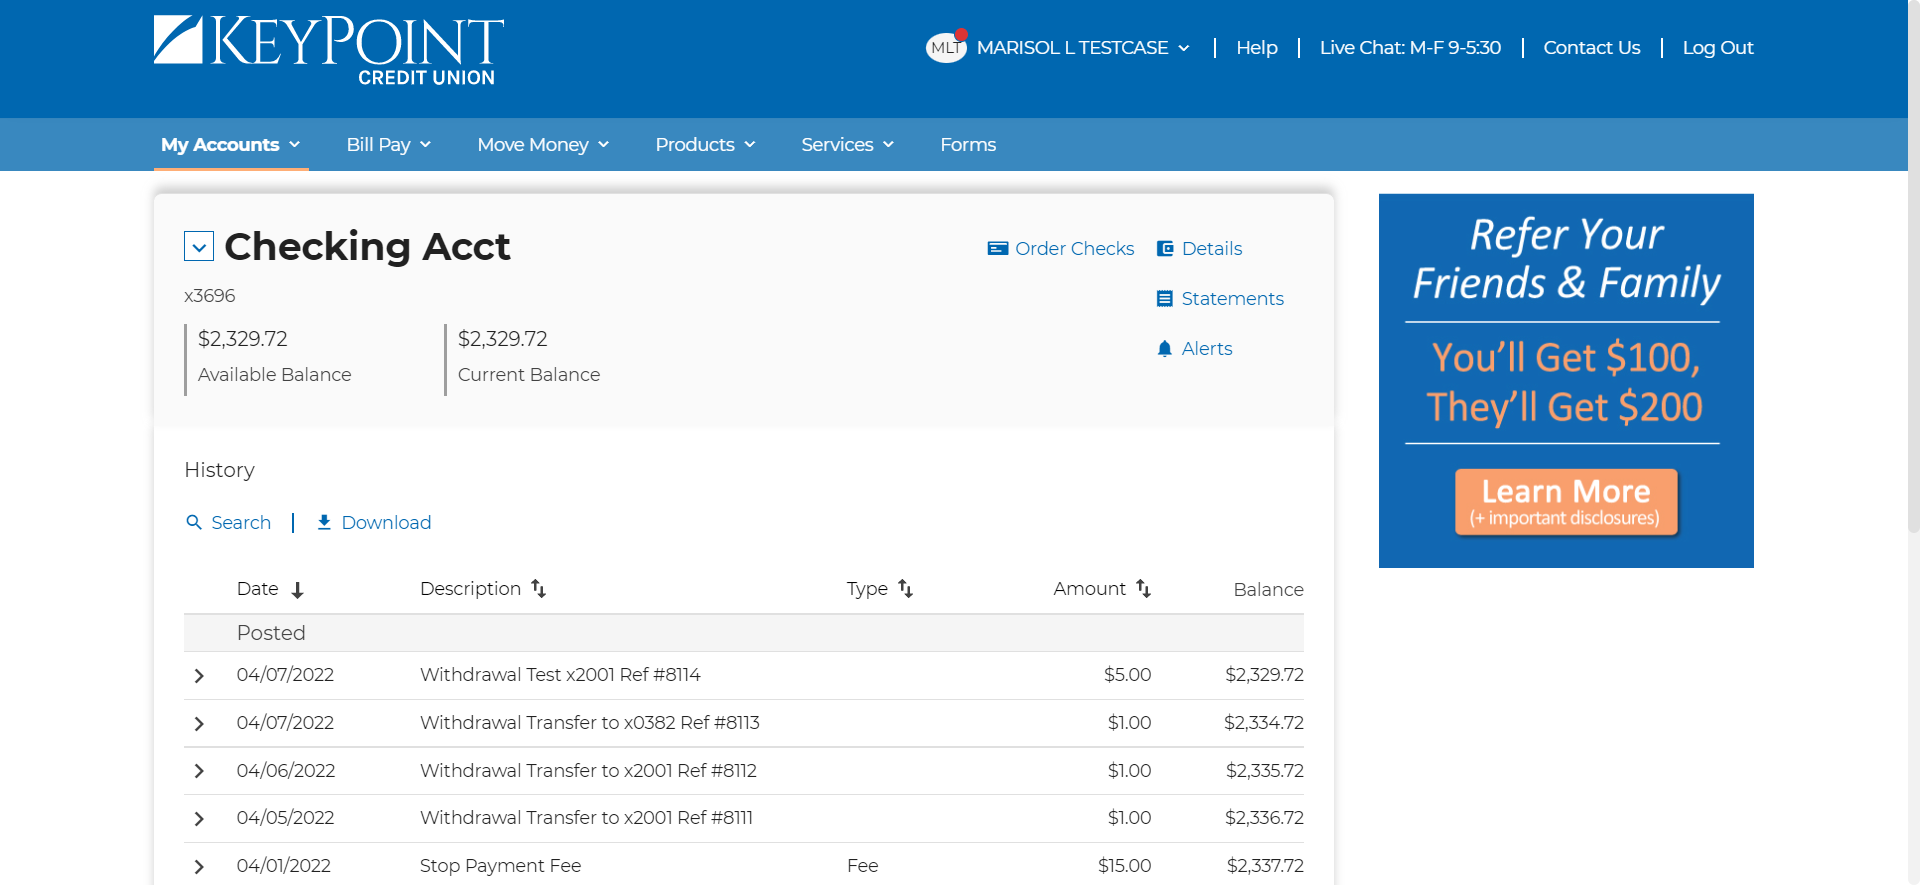 KEYPOINT
CREDIT UNION
MLT MARISOL L TESTCASE Help Live Chat: M-F 9-5:30 Contact Us Log Out
My Accounts Bill Pay Move Money Products Services Forms
Checking Acct
x3696
$2,329.72 $2,329.72
Available Balance Current Balance
Order Checks Details
Statements
Alerts
History
Search Download
Date Description Type Amount Balance
Posted
04/07/2022 Withdrawal Test x2001 Ref #8114 $5.00 $2,329.72
04/07/2022 Withdrawal Transfer to x0382 Ref #8113 $1.00 $2,334.72
04/06/2022 Withdrawal Transfer to x2001 Ref #8112 $1.00 $2,335.72
04/05/2022 Withdrawal Transfer to x2001 Ref #8111 $1.00 $2,336.72
04/01/2022 Stop Payment Fee Fee $15.00 $2,337.72
Refer Your
Friends & Family
You'll Get $100,
They'll Get $200
Learn More
(+ important disclosures)